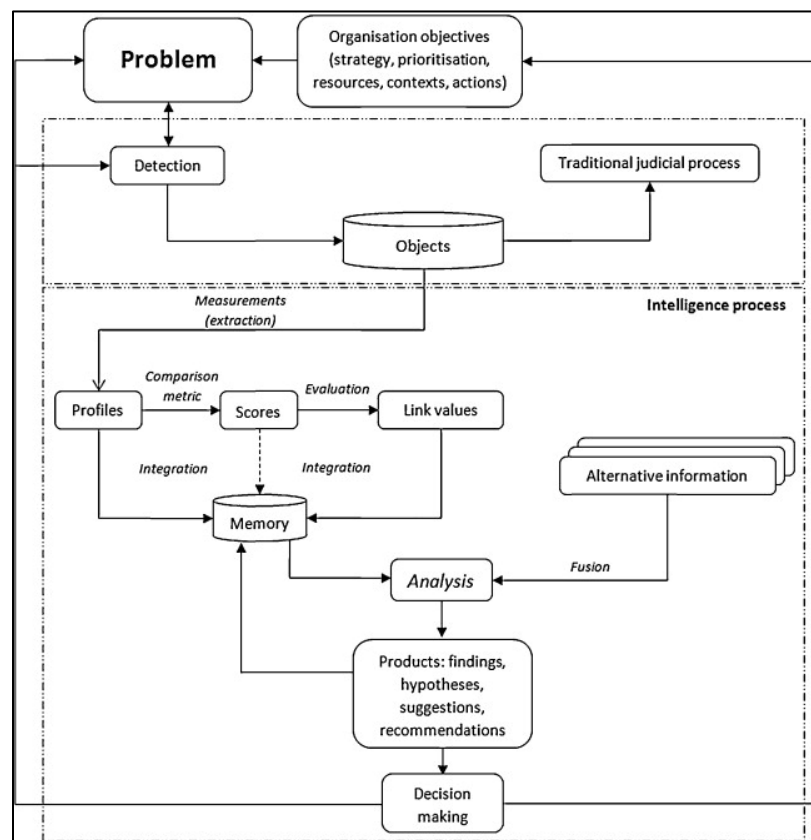 Problem
Organisation objectives
(strategy, prioritisation,
resources, contexts, actions)
Detection
Traditional judicial process
Objects
Measurements
(extraction)
Intelligence process
Comparison
metric
Evaluation
Profiles
Scores
Link values
Integration
Integration
Alternative information
Memory
Analysis
Fusion
Products: findings,
hypotheses,
suggestions,
recommendations
Decision
making